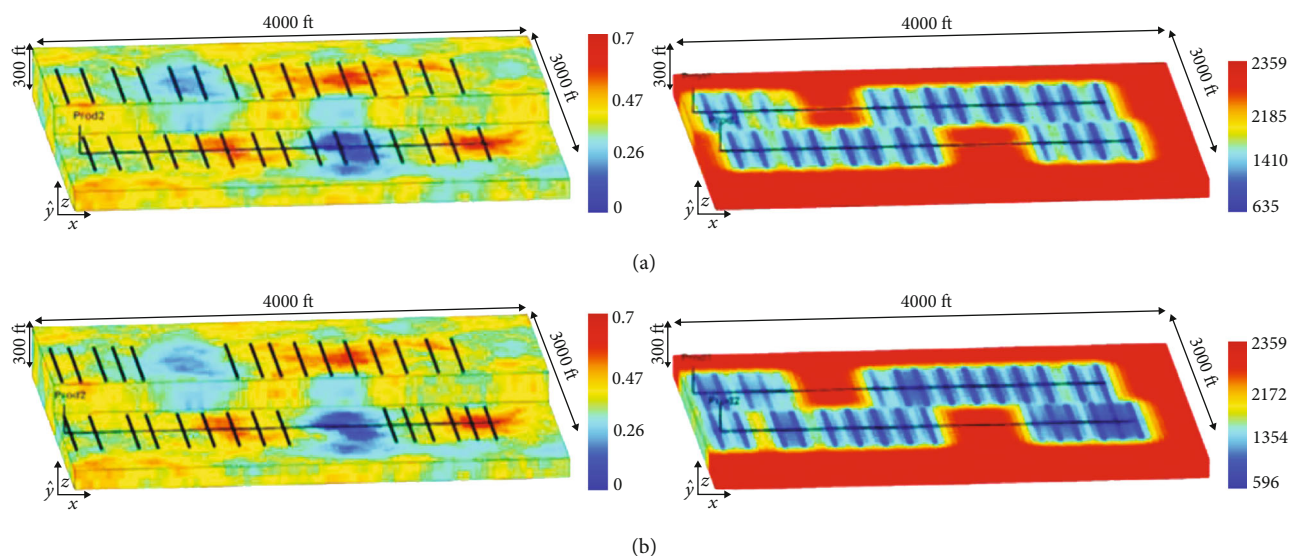 4000 ft
300 ft
3000 ft
Prod2
ŷ z
x
0.7
0.47
0.26
0
4000 ft
300 ft
3000 ft
ŷ z
x
2359
2185
1410
635
(a)
4000 ft
300 ft
3000 ft
Prod2
ŷ z
x
0.7
0.47
0.26
0
4000 ft
300 ft
3000 ft
Prod2
ŷ z
x
2359
2172
1354
596
(b)